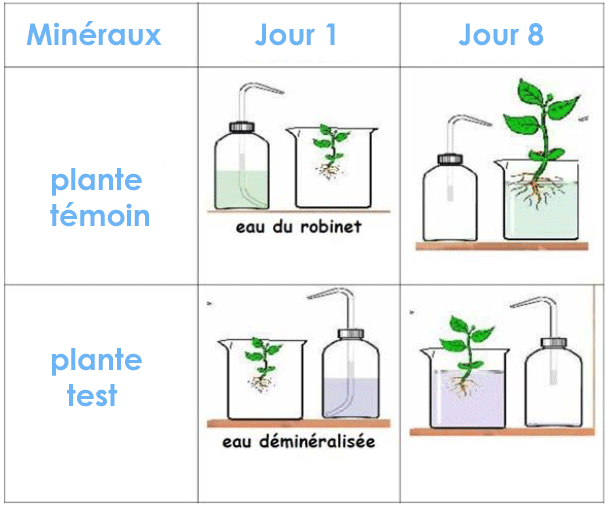 Minéraux
Jour 1
Jour 8
plante
témoin
eau du robinet
plante
test
eau déminéralisée